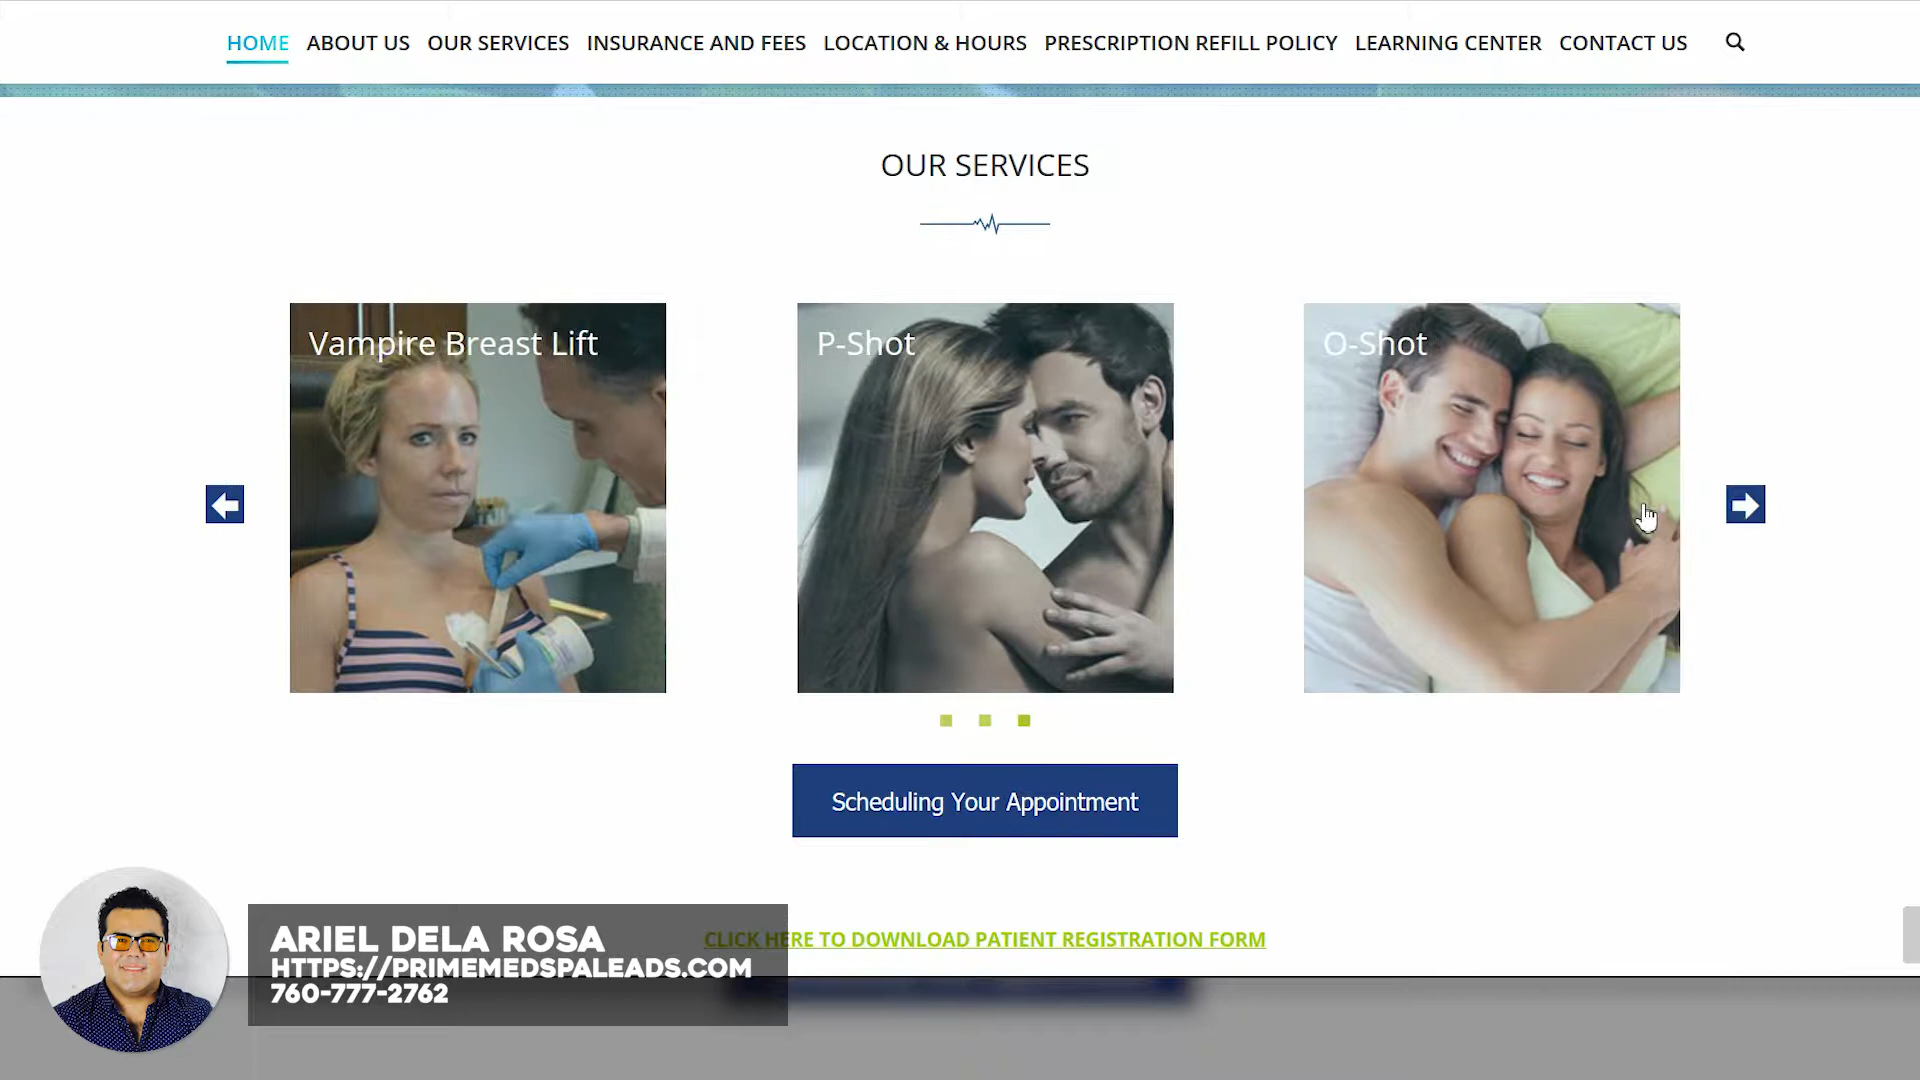 HOME ABOUT US OUR SERVICES INSURANCE AND FEES LOCATION & HOURS PRESCRIPTION REFILL POLICY LEARNING CENTER CONTACT US
OUR SERVICES
Vampire Breast Lift
P-Shot
O-Shot
Scheduling Your Appointment
CLICK HERE TO DOWNLOAD PATIENT REGISTRATION FORM
ARIEL DELA ROSA
HTTPS://PRIMEMEDSPALEADS.COM
760-777-2762